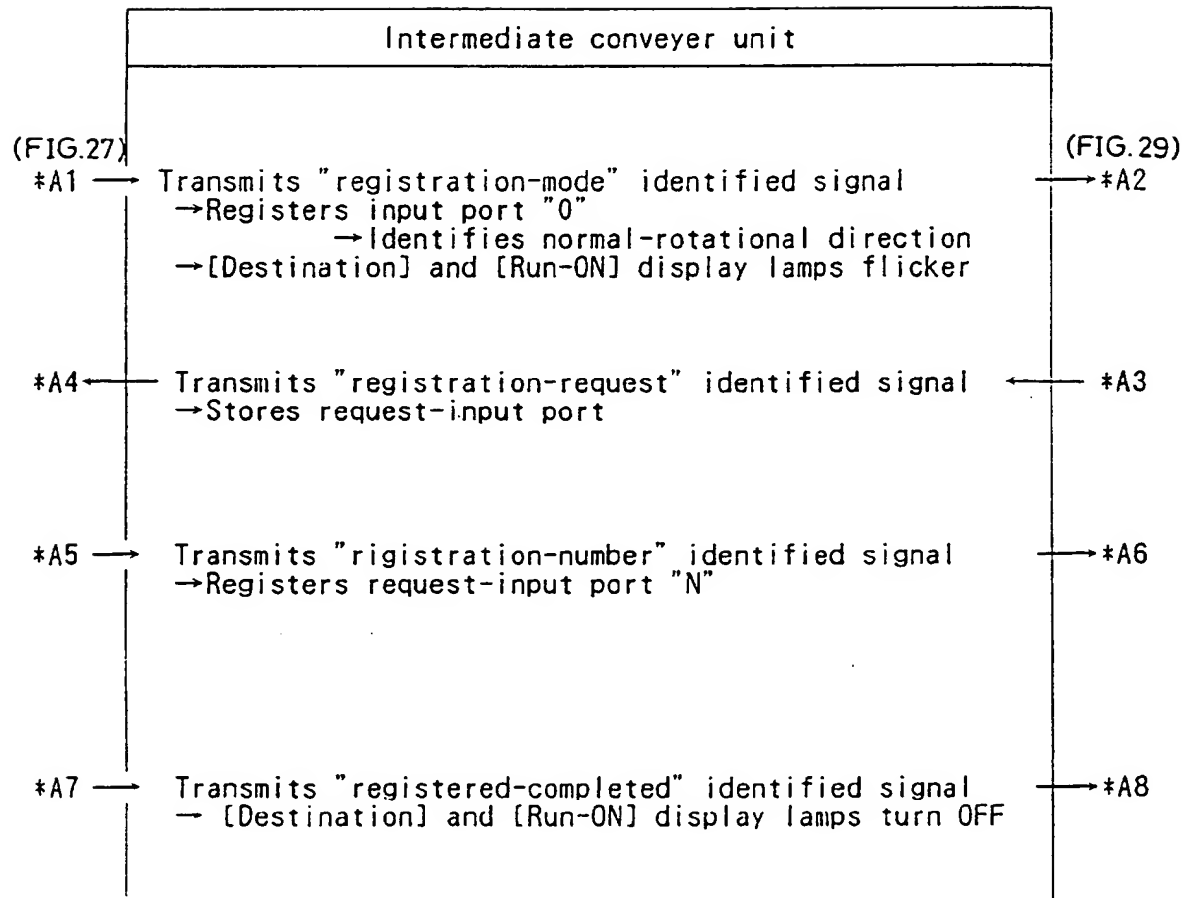 Intermediate conveyer unit
(FIG.27)
(FIG.29)
*A1 → Transmits "registration-mode" identified signal → *A2
→Registers input port "0"
→Identifies normal-rotational direction
→[Destination] and [Run-ON] display lamps flicker
*A4 ← Transmits "registration-request" identified signal ← *A3
→Stores request-input port
*A5 → Transmits "rigistration-number" identified signal → *A6
→Registers request-input port "N"
*A7 → Transmits "registered-completed" identified signal → *A8
→ [Destination] and [Run-ON] display lamps turn OFF